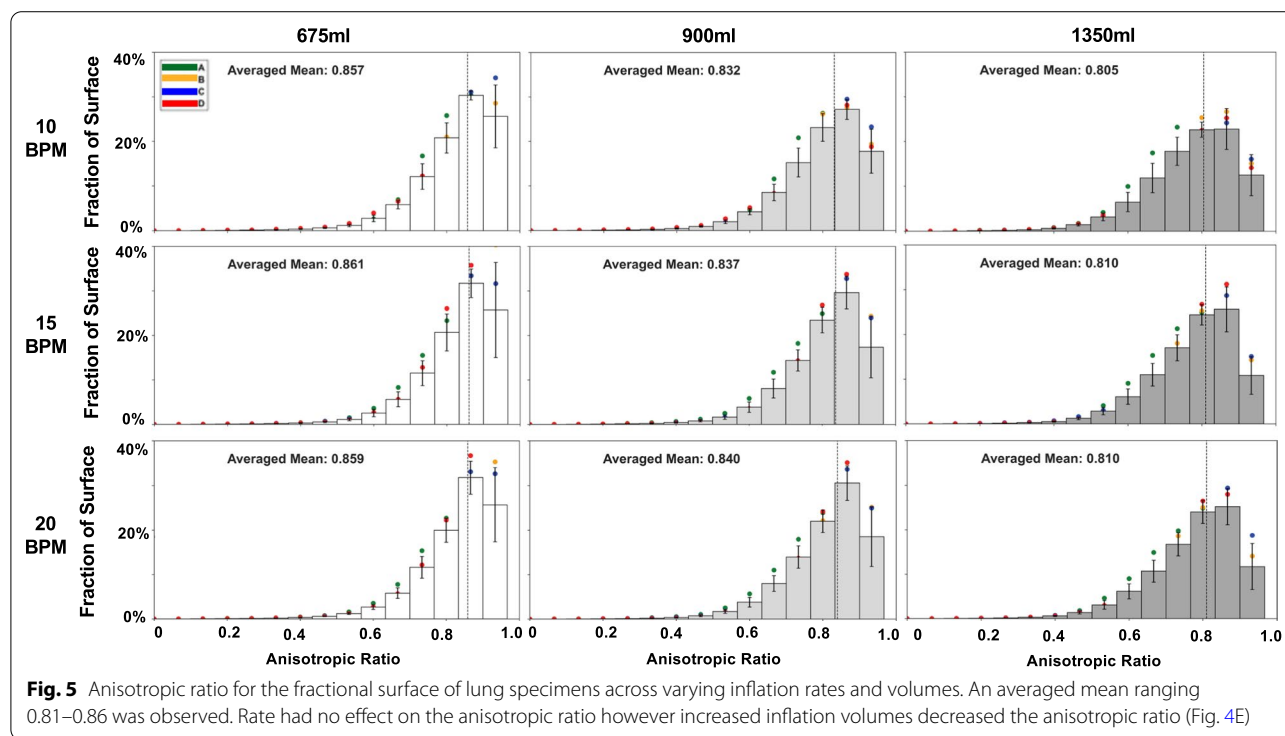 675ml 900ml 1350ml
10 BPM
Fraction of Surface
40%
20%
0%
A
B
C
D
Averaged Mean: 0.857
Averaged Mean: 0.832
Averaged Mean: 0.805
15 BPM
Fraction of Surface
40%
20%
0%
Averaged Mean: 0.861
Averaged Mean: 0.837
Averaged Mean: 0.810
20 BPM
Fraction of Surface
40%
20%
0%
Averaged Mean: 0.859
Averaged Mean: 0.840
Averaged Mean: 0.810
0 0.2 0.4 0.6 0.8 1.0
0 0.2 0.4 0.6 0.8 1.0
0 0.2 0.4 0.6 0.8 1.0
Anisotropic Ratio Anisotropic Ratio Anisotropic Ratio
Fig. 5 Anisotropic ratio for the fractional surface of lung specimens across varying inflation rates and volumes. An averaged mean ranging
0.81–0.86 was observed. Rate had no effect on the anisotropic ratio however increased inflation volumes decreased the anisotropic ratio (Fig. 4E)